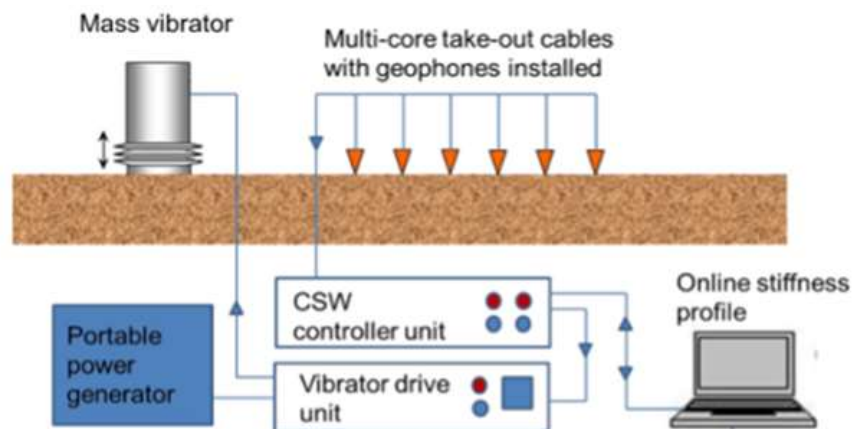 Mass vibrator
Multi-core take-out cables
with geophones installed
CSW
controller unit
Online stiffness
profile
Portable
power
generator
Vibrator drive
unit